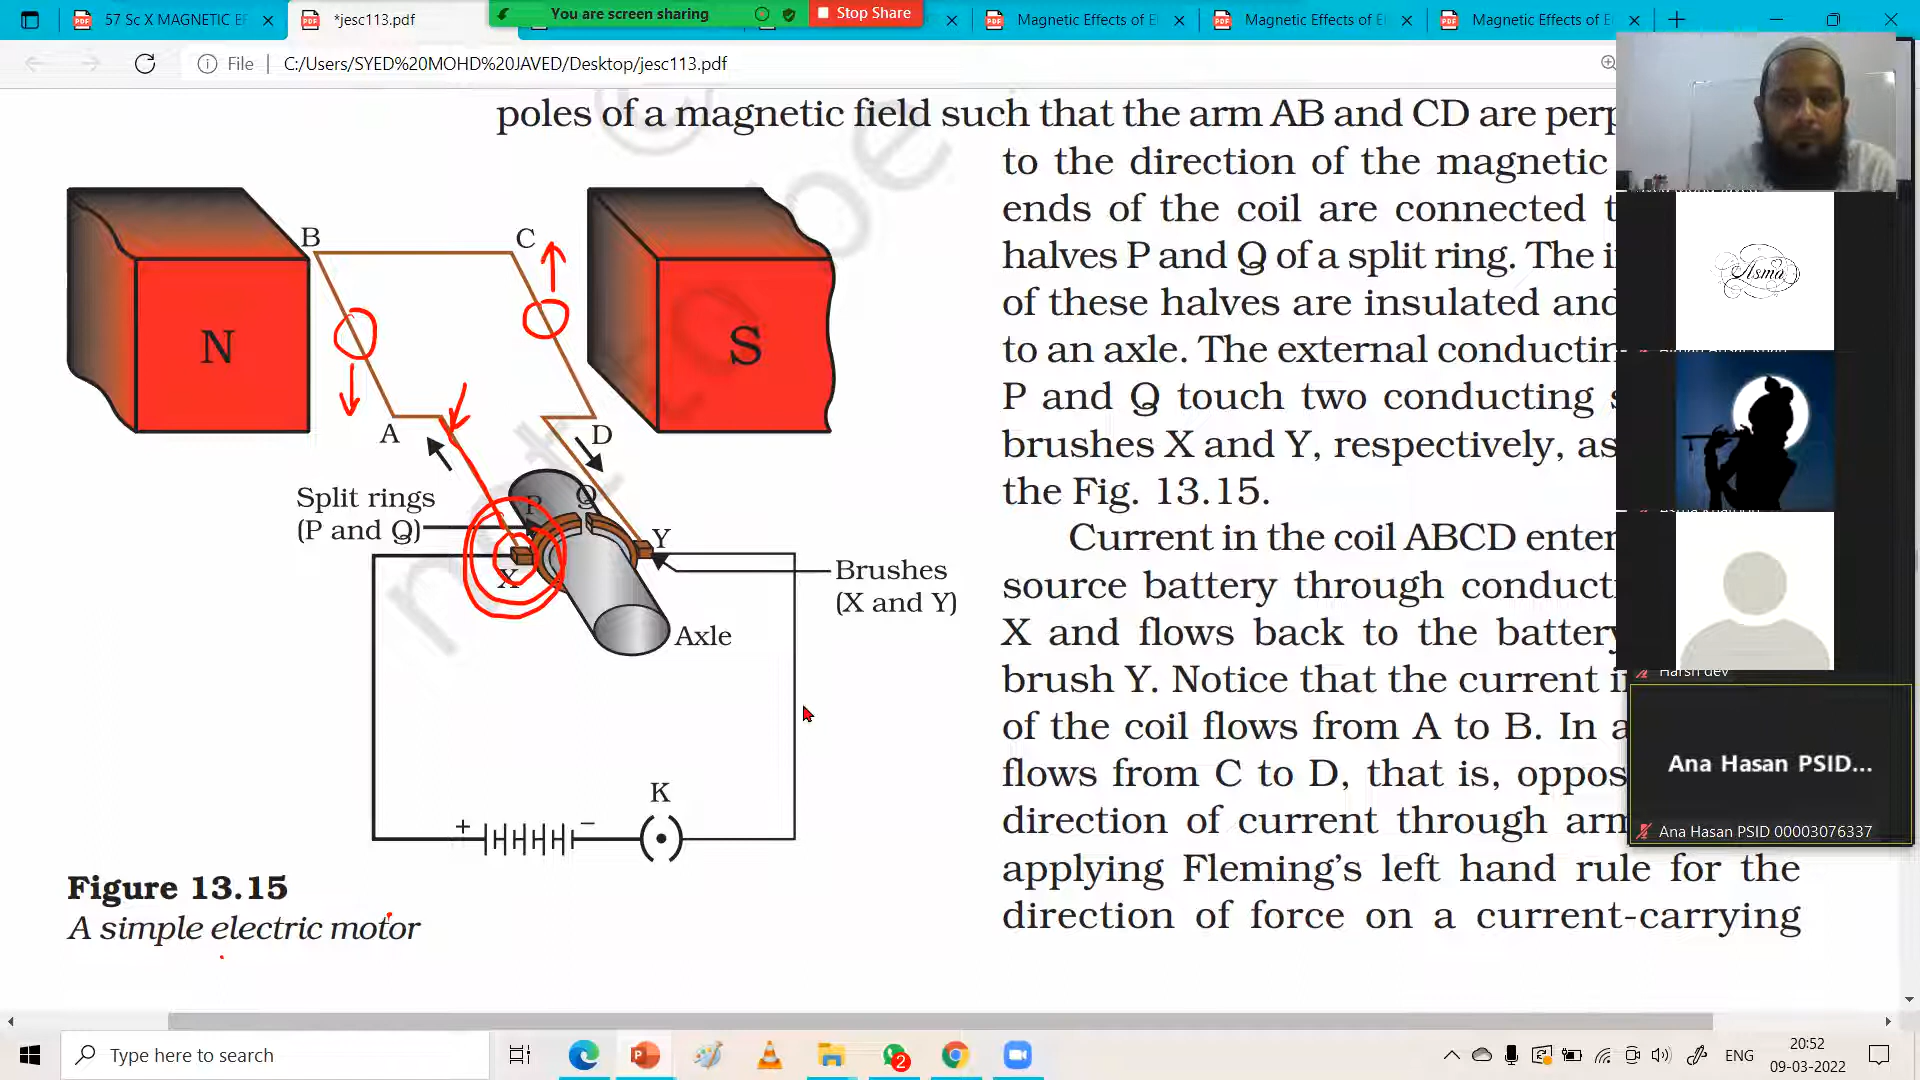 57 Sc X MAGNETIC EF
*jesc113.pdf
You are screen sharing
Stop Share
Magnetic Effects of E
Magnetic Effects of E
Magnetic Effects of E
File
C:/Users/SYED%20MOHD%20JAVED/Desktop/jesc113.pdf
poles of a magnetic field such that the arm AB and CD are perp
to the direction of the magnetic
ends of the coil are connected t
halves P and Q of a split ring. The i
of these halves are insulated and
to an axle. The external conductin
P and Q touch two conducting s
brushes X and Y, respectively, as
the Fig. 13.15.
Current in the coil ABCD enter
source battery through conducti
X and flows back to the battery
brush Y. Notice that the current i
of the coil flows from A to B. In a
flows from C to D, that is, oppos
direction of current through arm
applying Fleming's left hand rule for the
direction of force on a current-carrying
N
S
B
C
A
D
Split rings
(P and Q)
P
Q
X
Y
Brushes
(X and Y)
Axle
K
+
−
Figure 13.15
A simple electric motor
Asma
Harsh dev
Ana Hasan PSID...
Ana Hasan PSID 00003076337
Type here to search
2
ENG
20:52
09-03-2022